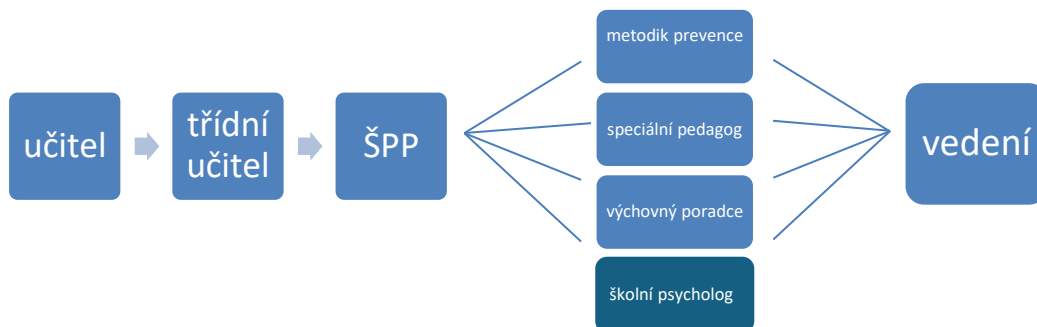 učitel
třídní
učitel
ŠPP
metodik prevence
speciální pedagog
výchovný poradce
školní psycholog
vedení